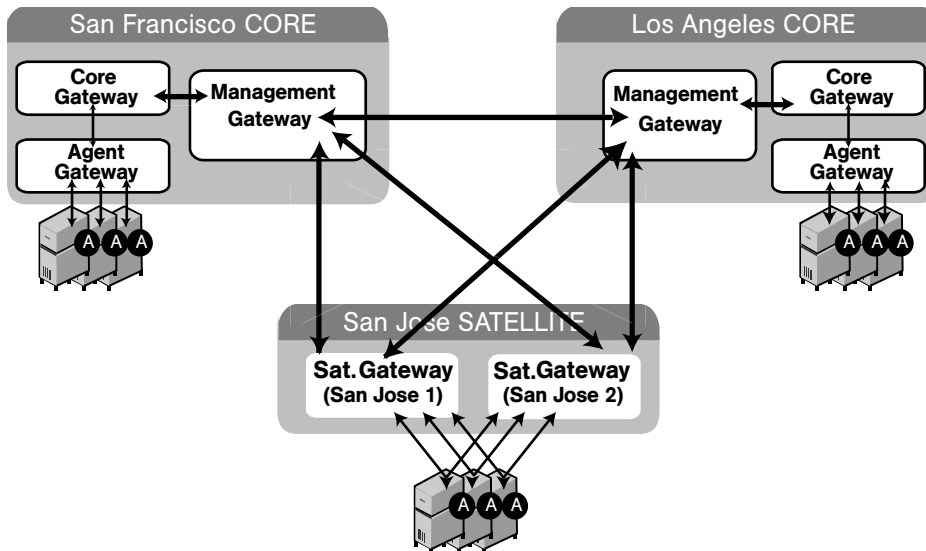 San Francisco CORE
Core
Gateway
Management
Gateway
Agent
Gateway
A A A
Los Angeles CORE
Management
Gateway
Core
Gateway
Agent
Gateway
A A A
San Jose SATELLITE
Sat.Gateway
(San Jose 1)
Sat.Gateway
(San Jose 2)
A A A